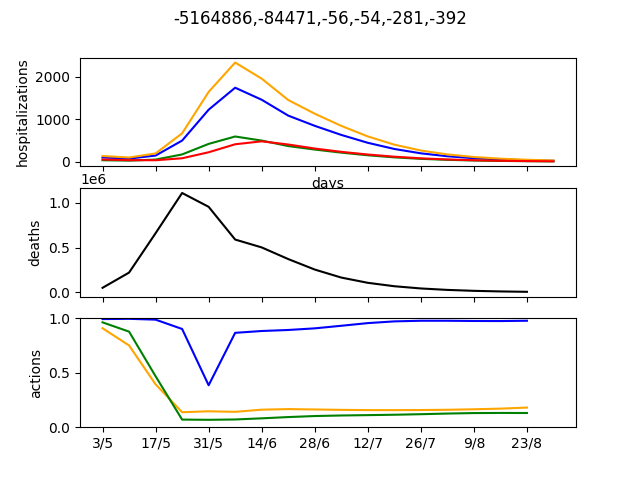 -5164886,-84471,-56,-54,-281,-392
hospitalizations
2000
1000
0
days
1e6
deaths
1.0
0.5
0.0
actions
1.0
0.5
0.0
3/5 17/5 31/5 14/6 28/6 12/7 26/7 9/8 23/8